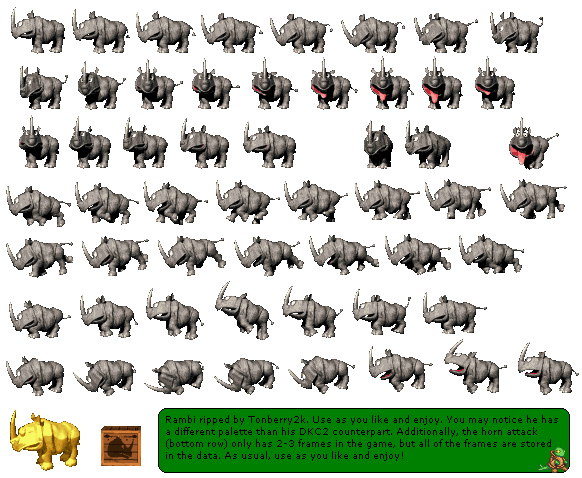 Rambi ripped by Tonberry2k. Use as you like and enjoy. You may notice he has
a different palette than his DKC2 counterpart. Additionally, the horn attack
(bottom row) only has 2-3 frames in the game, but all of the frames are stored
in the data. As usual, use as you like and enjoy!